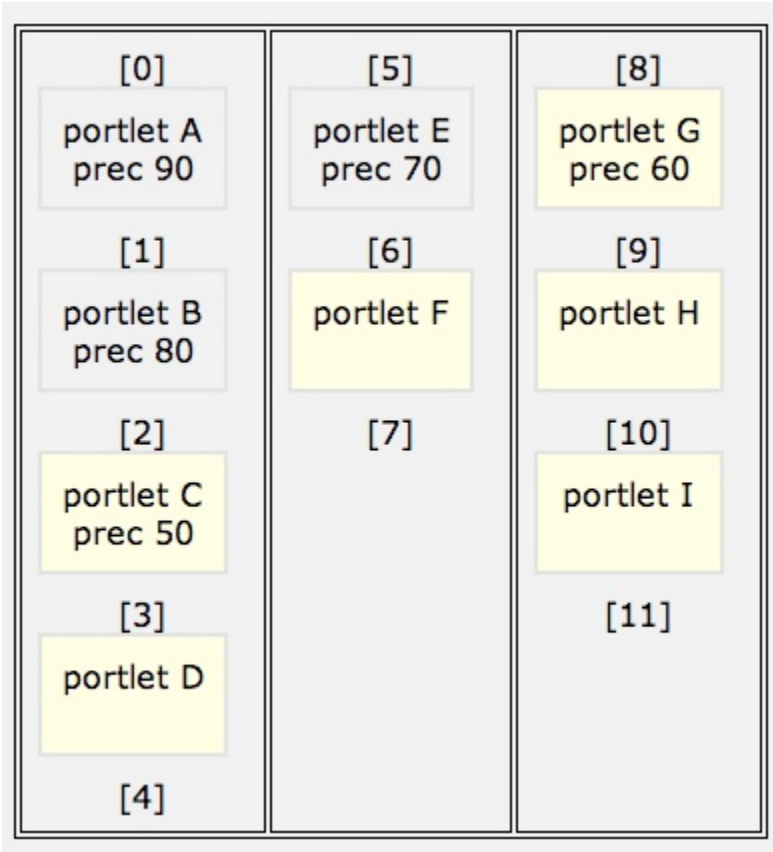 [0]
portlet A
prec 90
[1]
portlet B
prec 80
[2]
portlet C
prec 50
[3]
portlet D
[4]
[5]
portlet E
prec 70
[6]
portlet F
[7]
[8]
portlet G
prec 60
[9]
portlet H
[10]
portlet I
[11]